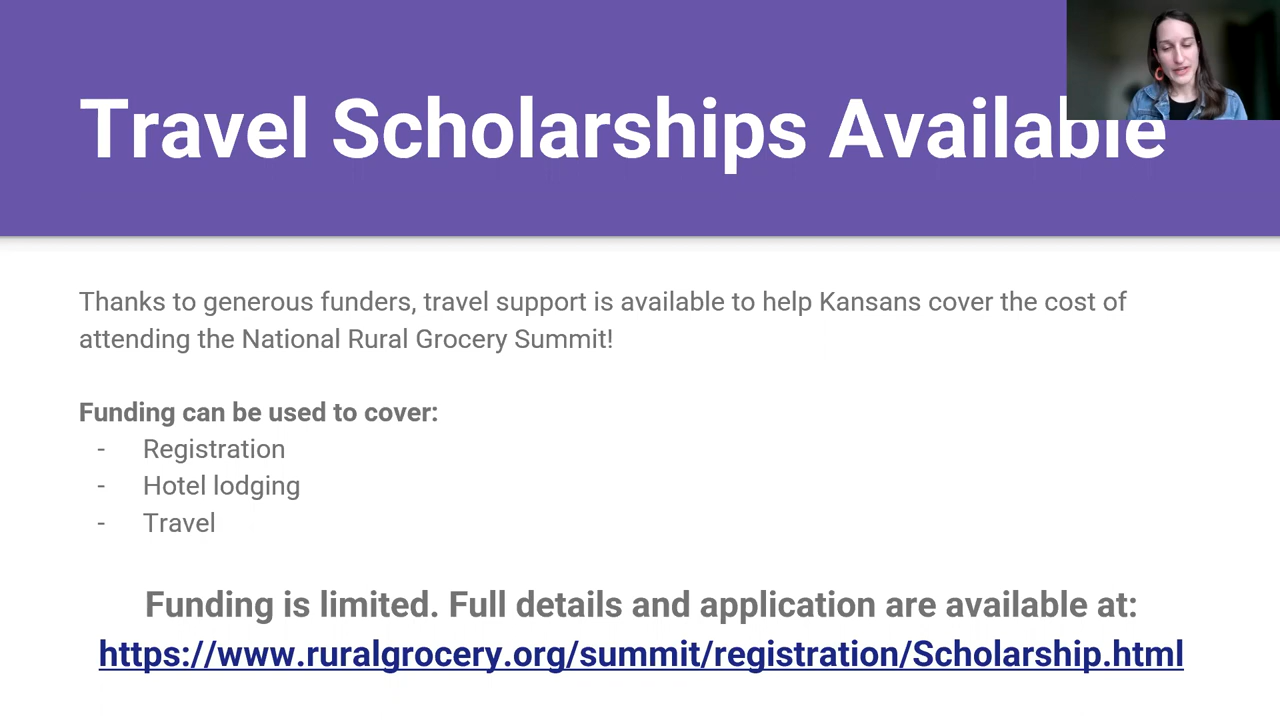 Travel Scholarships Available
Thanks to generous funders, travel support is available to help Kansans cover the cost of
attending the National Rural Grocery Summit!
Funding can be used to cover:
- Registration
- Hotel lodging
- Travel
Funding is limited. Full details and application are available at:
https://www.ruralgrocery.org/summit/registration/Scholarship.html